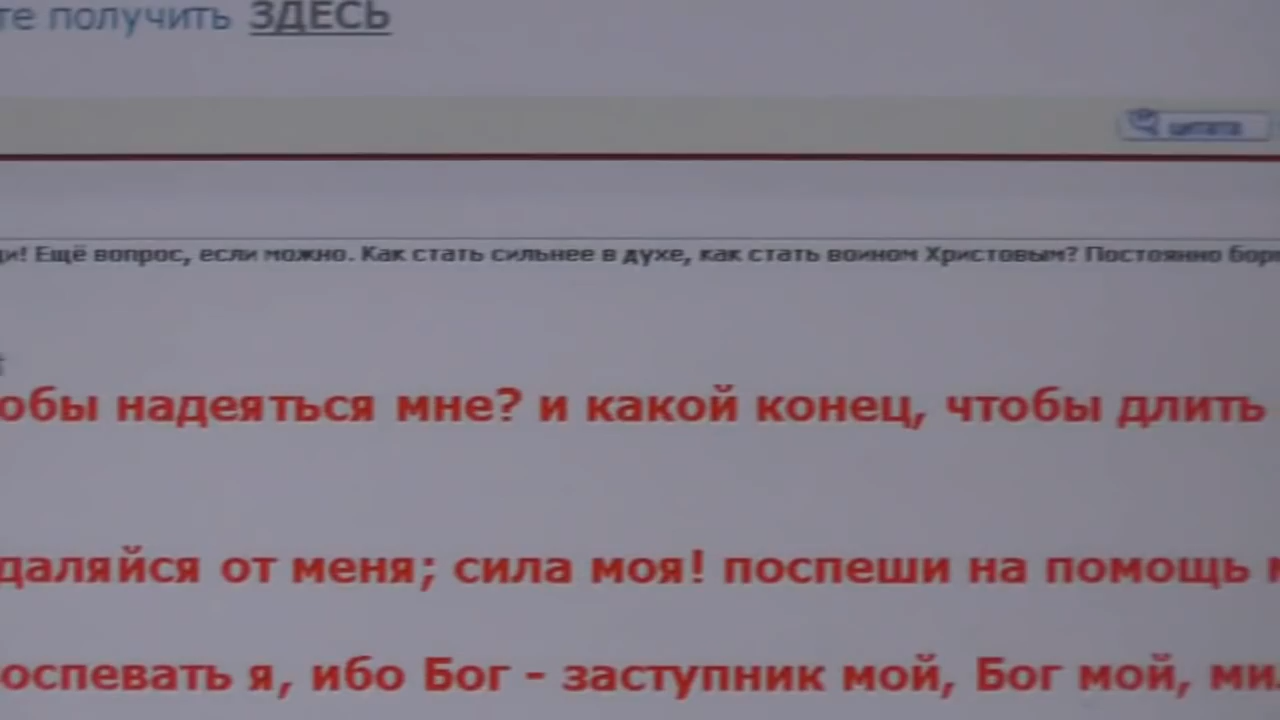 те получить ЗДЕСЬ
цитата
ди! Ещё вопрос, если можно. Как стать сильнее в духе, как стать воином Христовым? Постоянно бор
обы надеяться мне? и какой конец, чтобы длить
даляйся от меня; сила моя! поспеши на помощь
оспевать я, ибо Бог - заступник мой, Бог мой, ми